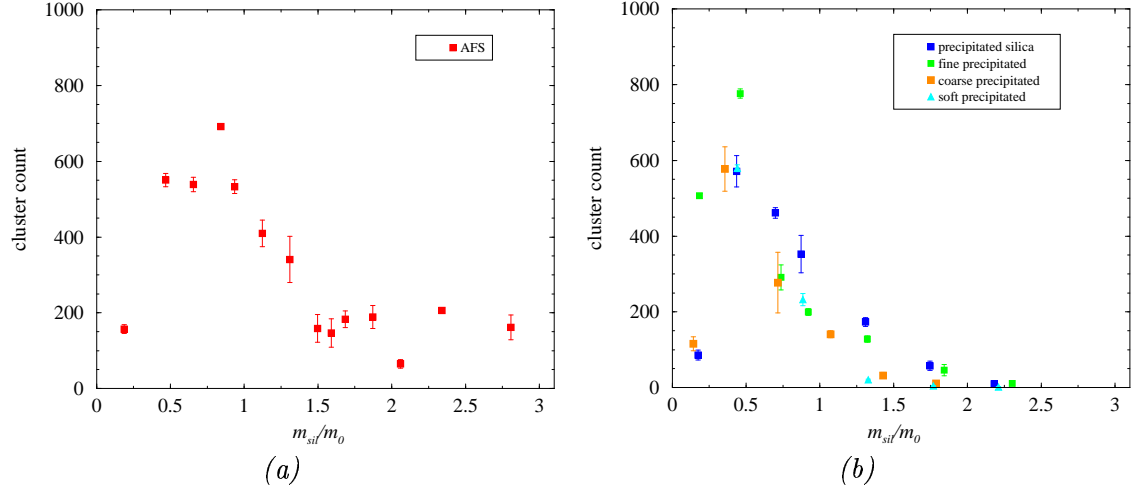 1000
800
600
400
200
0
cluster count
AFS
0 0.5 1 1.5 2 2.5 3
m_sil/m_0
(a)
1000
800
600
400
200
0
cluster count
precipitated silica
fine precipitated
coarse precipitated
soft precipitated
0 0.5 1 1.5 2 2.5 3
m_sil/m_0
(b)